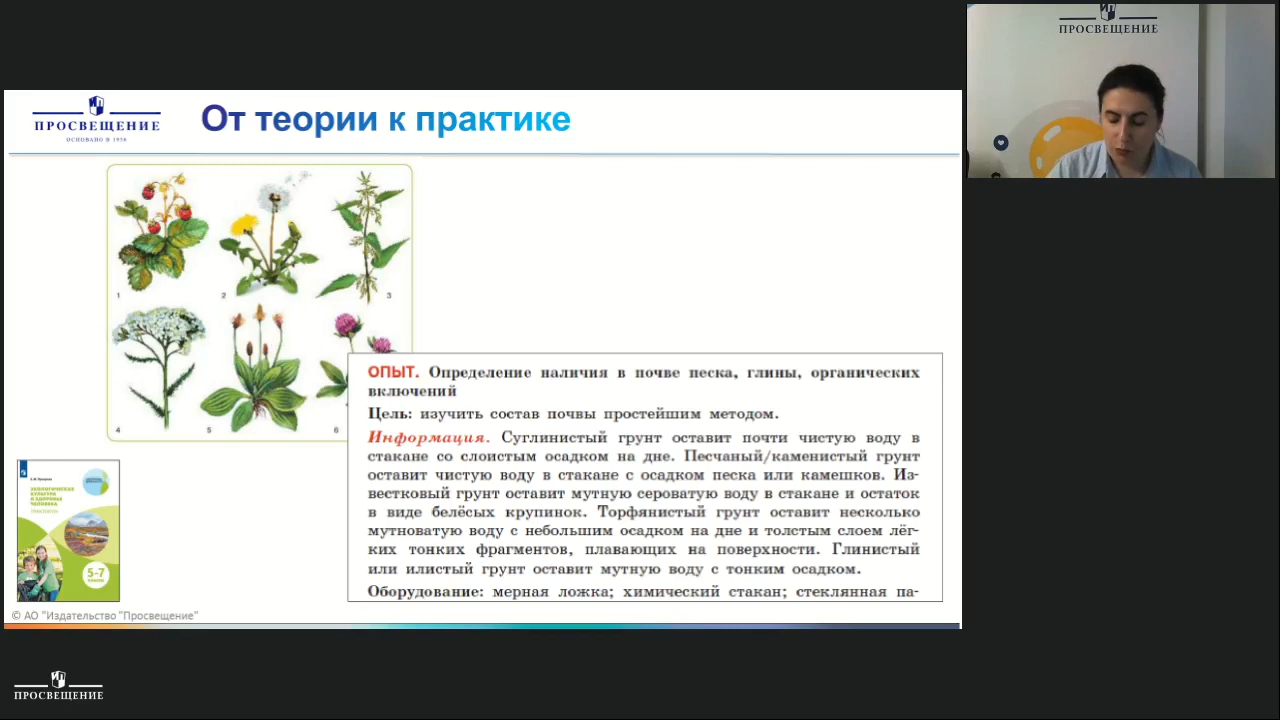 ПРОСВЕЩЕНИЕ
ПРОСВЕЩЕНИЕ
ОСНОВАНО В 1930
От теории к практике
1
2
3
4
5
6
ОПЫТ. Определение наличия в почве песка, глины, органических
включений
Цель: изучить состав почвы простейшим методом.
Информация. Суглинистый грунт оставит почти чистую воду в
стакане со слоистым осадком на дне. Песчаный/каменистый грунт
оставит чистую воду в стакане с осадком песка или камешков. Из-
вестковый грунт оставит мутную сероватую воду в стакане и остаток
в виде белёсых крупинок. Торфянистый грунт оставит несколько
мутноватую воду с небольшим осадком на дне и толстым слоем лёг-
ких тонких фрагментов, плавающих на поверхности. Глинистый
или илистый грунт оставит мутную воду с тонким осадком.
Оборудование: мерная ложка; химический стакан; стеклянная па-
ЭКОЛОГИЧЕСКАЯ
КУЛЬТУРА
И ЗДОРОВЬЕ
ЧЕЛОВЕКА
5-7
классы
© АО "Издательство "Просвещение"
ПРОСВЕЩЕНИЕ